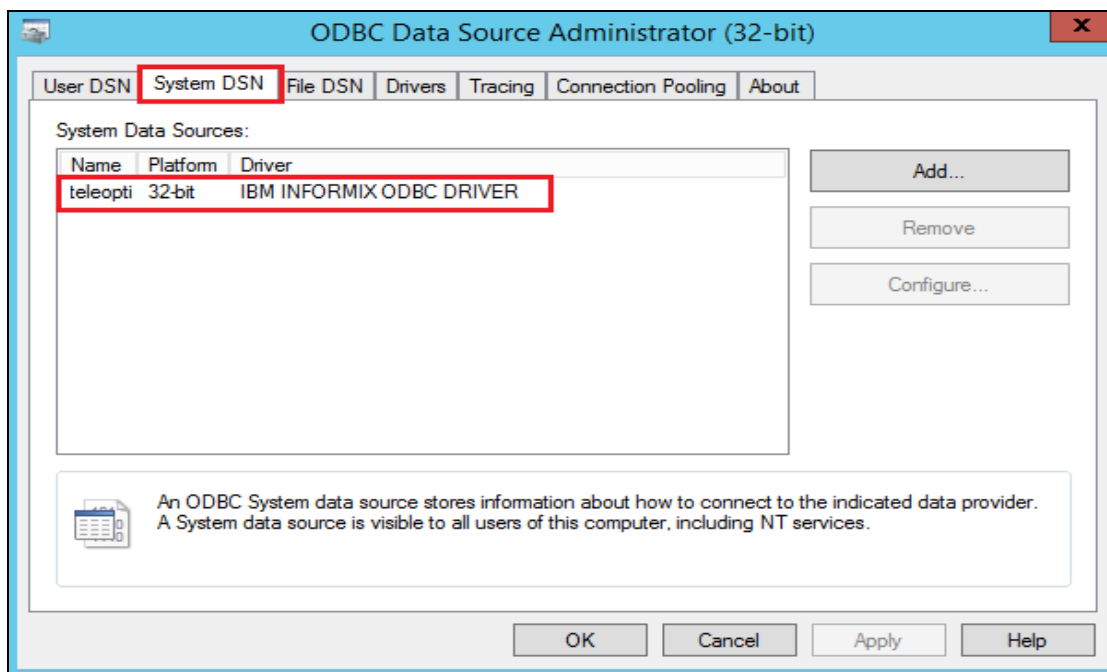 ODBC Data Source Administrator (32-bit)
x
User DSN System DSN File DSN Drivers Tracing Connection Pooling About
System Data Sources:
Name Platform Driver
teleopti 32-bit IBM INFORMIX ODBC DRIVER
Add...
Remove
Configure...
An ODBC System data source stores information about how to connect to the indicated data provider.
A System data source is visible to all users of this computer, including NT services.
OK Cancel Apply Help